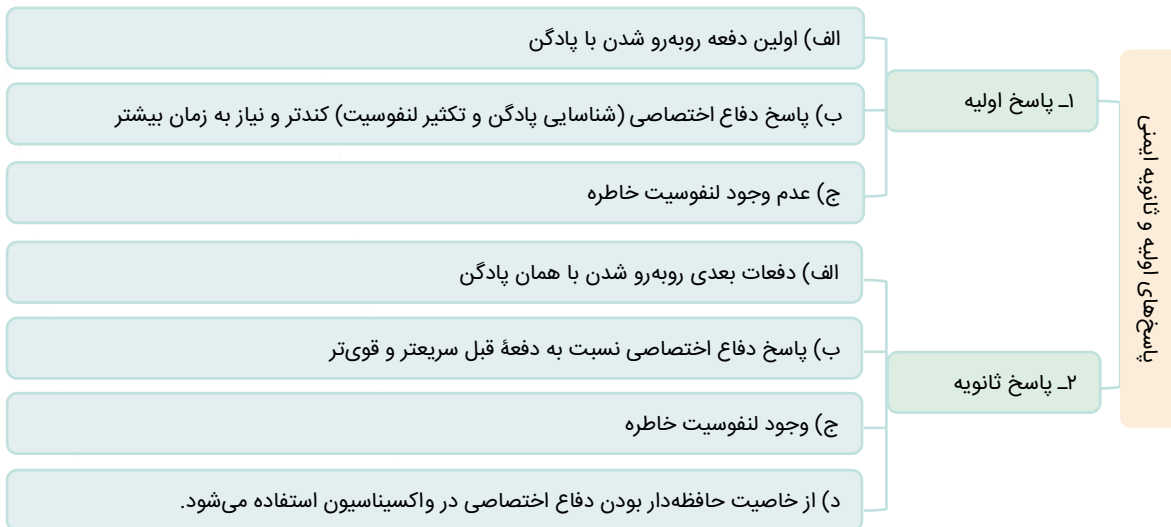 پاسخ‌های اولیه و ثانویه ایمنی
۱ـ پاسخ اولیه
الف) اولین دفعه روبه‌رو شدن با پادگن
ب) پاسخ دفاع اختصاصی (شناسایی پادگن و تکثیر لنفوسیت) کندتر و نیاز به زمان بیشتر
ج) عدم وجود لنفوسیت خاطره
۲ـ پاسخ ثانویه
الف) دفعات بعدی روبه‌رو شدن با همان پادگن
ب) پاسخ دفاع اختصاصی نسبت به دفعهٔ قبل سریعتر و قوی‌تر
ج) وجود لنفوسیت خاطره
د) از خاصیت حافظه‌دار بودن دفاع اختصاصی در واکسیناسیون استفاده می‌شود.